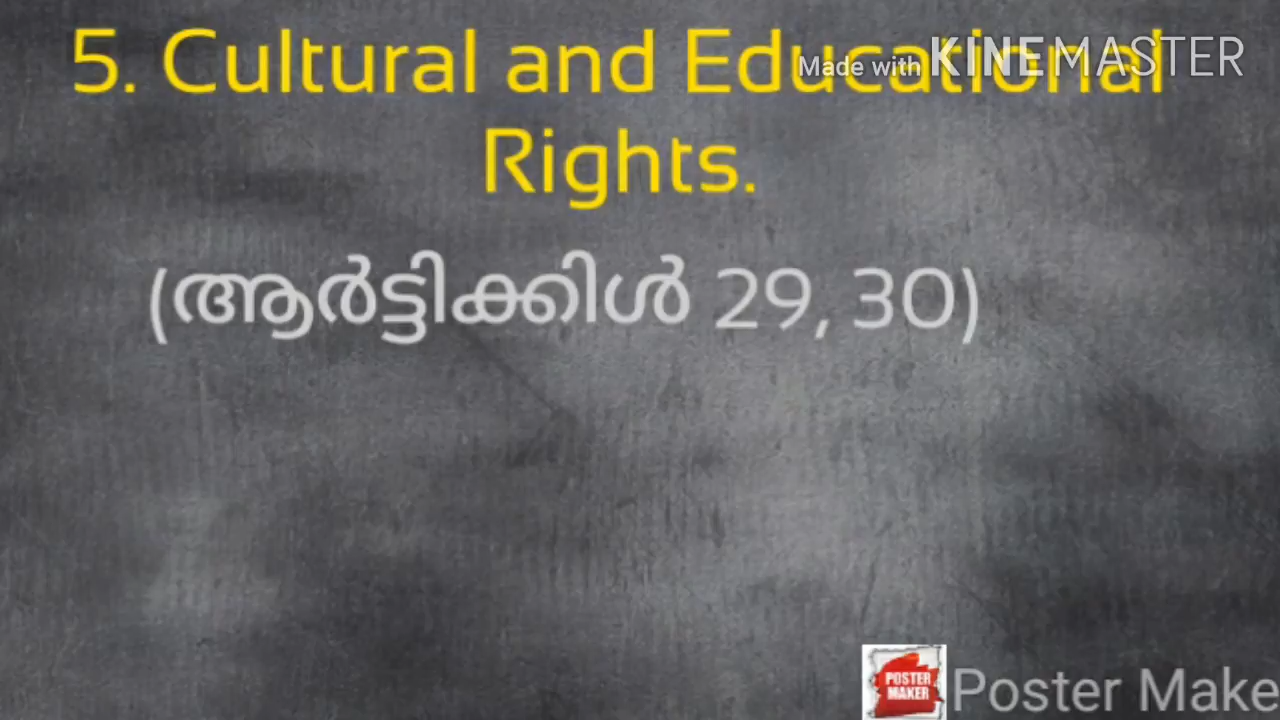 5. Cultural and Educational
Made with KINEMASTER
Rights.
(ആർട്ടിക്കിൾ 29, 30)
POSTER
MAKER
Poster Make